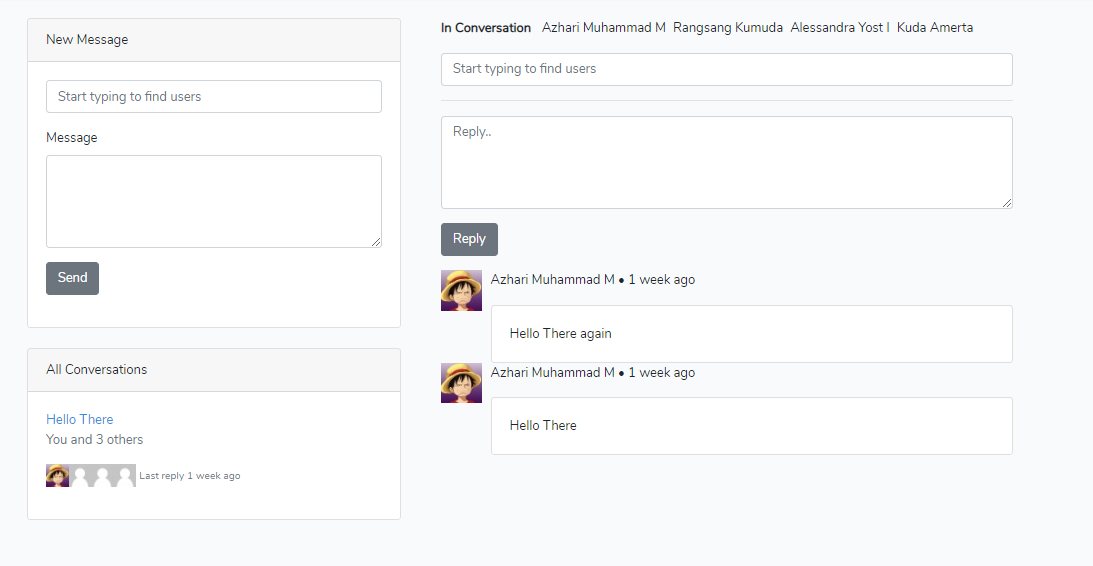 New Message
Start typing to find users
Message
Send
All Conversations
Hello There
You and 3 others
Last reply 1 week ago
In Conversation Azhari Muhammad M Rangsang Kumuda Alessandra Yost I Kuda Amerta
Start typing to find users
Reply..
Reply
Azhari Muhammad M • 1 week ago
Hello There again
Azhari Muhammad M • 1 week ago
Hello There